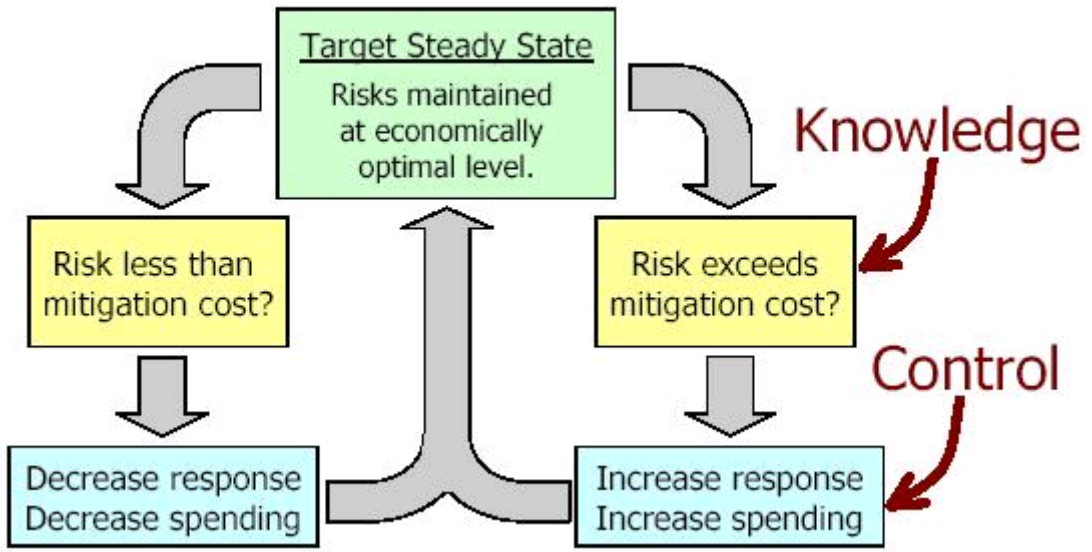 Target Steady State
Risks maintained
at economically
optimal level.
Knowledge
Risk less than
mitigation cost?
Risk exceeds
mitigation cost?
Control
Decrease response
Decrease spending
Increase response
Increase spending